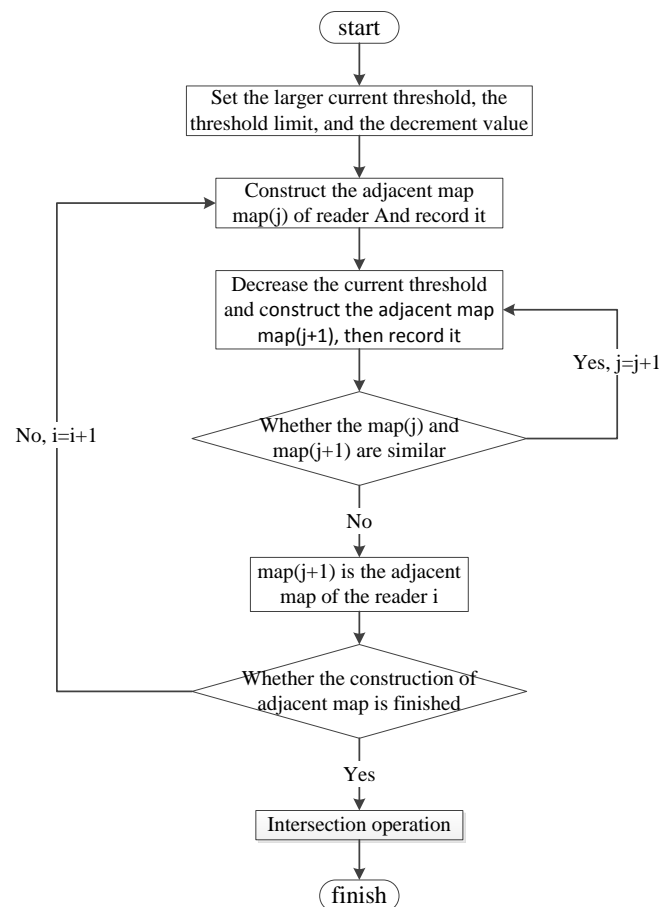 start
Set the larger current threshold, the
threshold limit, and the decrement value
Construct the adjacent map
map(j) of reader And record it
Decrease the current threshold
and construct the adjacent map
map(j+1), then record it
Yes, j=j+1
Whether the map(j) and
map(j+1) are similar
No, i=i+1
No
map(j+1) is the adjacent
map of the reader i
Whether the construction of
adjacent map is finished
Yes
Intersection operation
finish